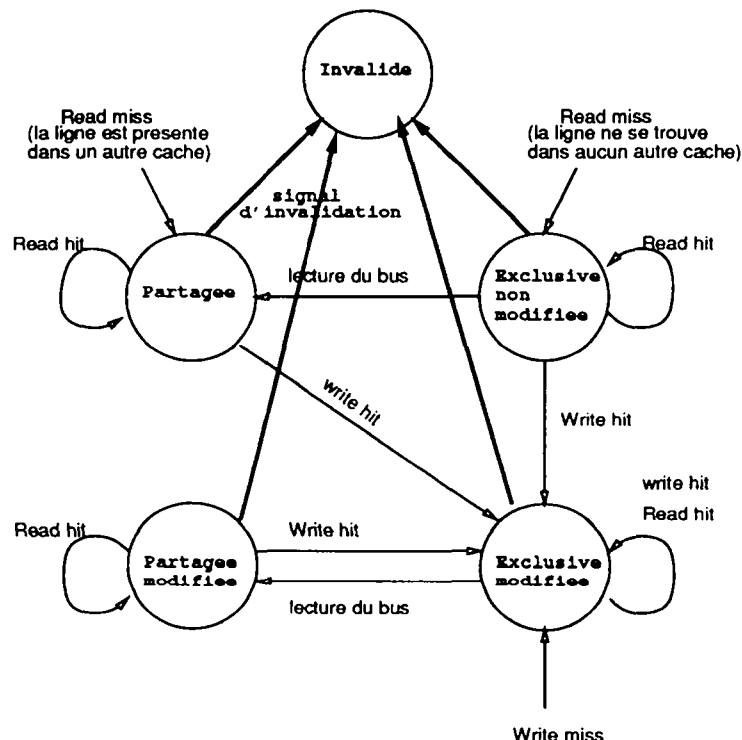 Invalide
Read miss
(la ligne est presente
dans un autre cache)
Read miss
(la ligne ne se trouve
dans aucun autre cache)
signal
d'invalidation
Read hit
Partagee
lecture du bus
Exclusive
non
modifiee
Read hit
write hit
Write hit
write hit
Read hit
Read hit
Partagee
modifiee
Write hit
lecture du bus
Exclusive
modifiee
Write miss